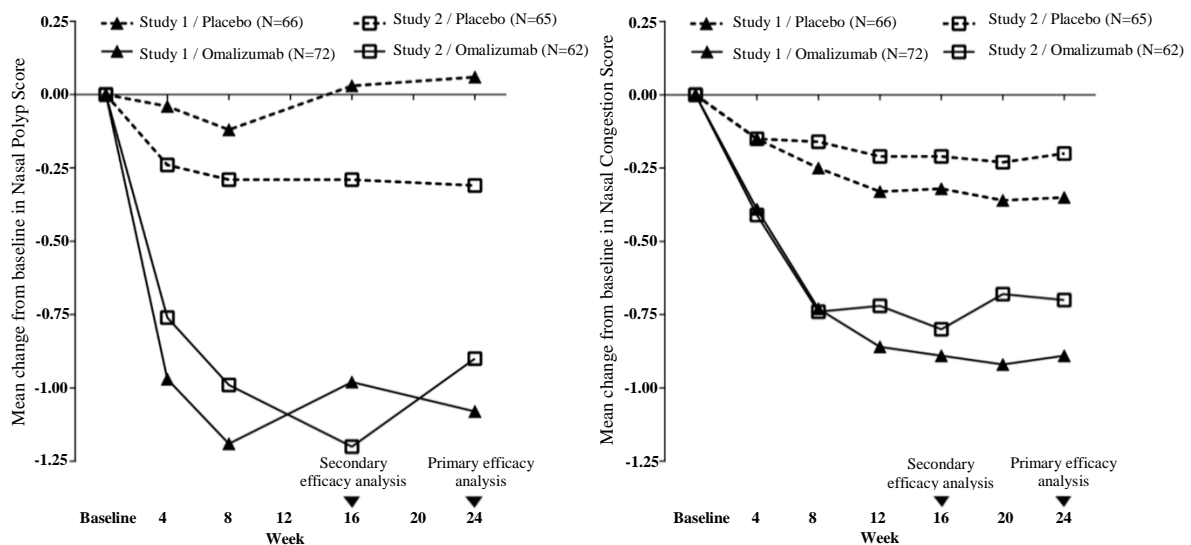 Mean change from baseline in Nasal Polyp Score
Study 1 / Placebo (N=66)
Study 2 / Placebo (N=65)
Study 1 / Omalizumab (N=72)
Study 2 / Omalizumab (N=62)
0.25
0.00
-0.25
-0.50
-0.75
-1.00
-1.25
Secondary
efficacy analysis
Primary efficacy
analysis
Baseline 4 8 12 16 20 24
Week
Mean change from baseline in Nasal Congestion Score
Study 1 / Placebo (N=66)
Study 2 / Placebo (N=65)
Study 1 / Omalizumab (N=72)
Study 2 / Omalizumab (N=62)
0.25
0.00
-0.25
-0.50
-0.75
-1.00
-1.25
Secondary
efficacy analysis
Primary efficacy
analysis
Baseline 4 8 12 16 20 24
Week